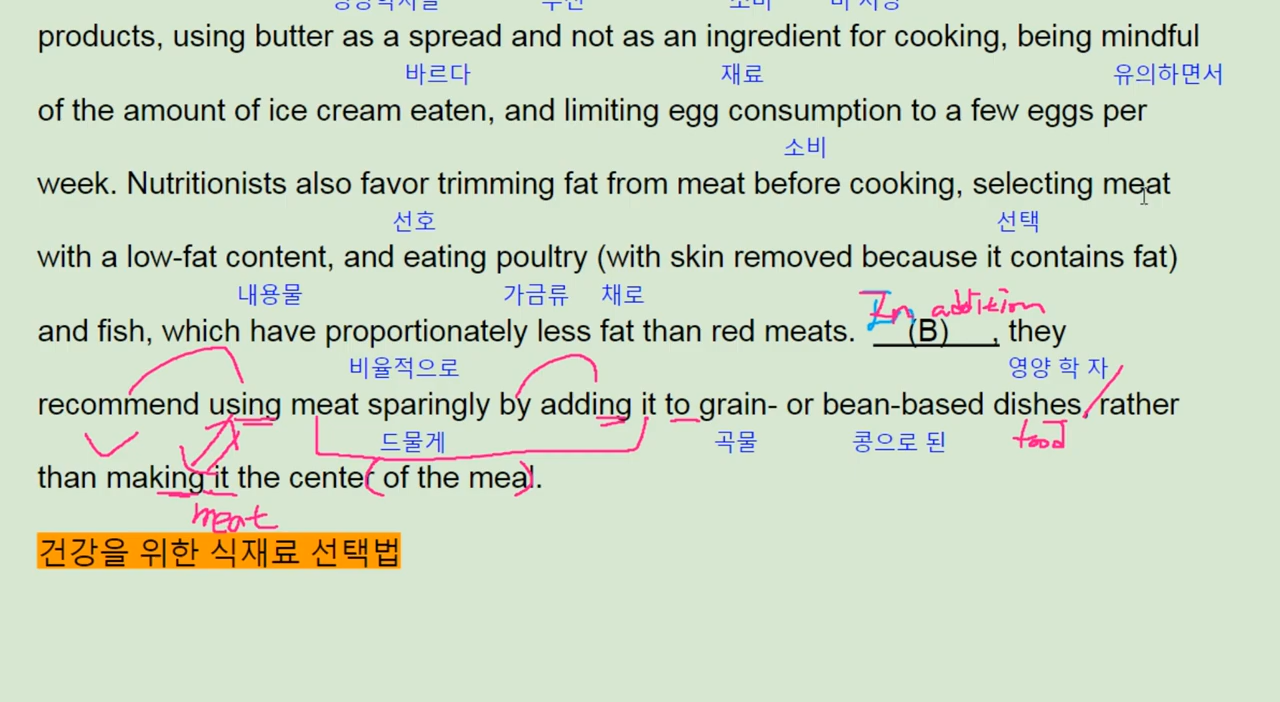 products, using butter as a spread and not as an ingredient for cooking, being mindful
바르다 재료 유의하면서
of the amount of ice cream eaten, and limiting egg consumption to a few eggs per
소비
week. Nutritionists also favor trimming fat from meat before cooking, selecting meat
선호 선택
with a low-fat content, and eating poultry (with skin removed because it contains fat)
내용물 가금류 채로
In addition
and fish, which have proportionately less fat than red meats. (B) , they
비율적으로 영양 학 자
recommend using meat sparingly by adding it to grain- or bean-based dishes, rather
드물게 곡물 콩으로 된 food
than making it the center (of the meal).
meat
건강을 위한 식재료 선택법